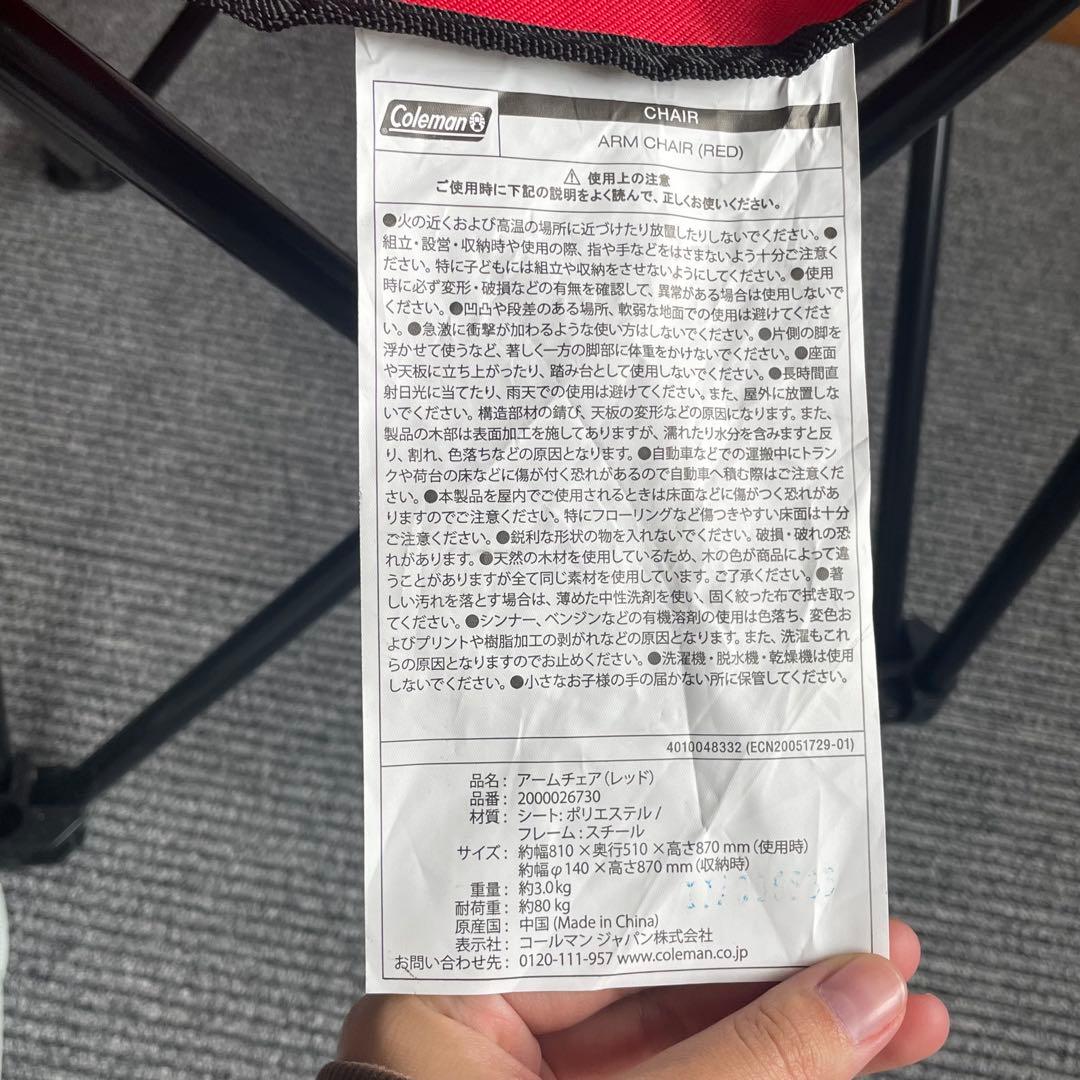 Coleman
CHAIR
ARM CHAIR (RED)
⚠ 使用上の注意
ご使用時に下記の説明をよく読んで、正しくお使いください。
●火の近くおよび高温の場所に近づけたり放置したりしないでください。●
組立・設営・収納時や使用の際、指や手などをはさまないよう十分ご注意く
ださい。特に子どもには組立や収納をさせないようにしてください。●使用
時に必ず変形・破損などの有無を確認して、異常がある場合は使用しないで
ください。●凹凸や段差のある場所、軟弱な地面での使用は避けてくださ
い。●急激に衝撃が加わるような使い方はしないでください。●片側の脚を
浮かせて使うなど、著しく一方の脚部に体重をかけないでください。●座面
や天板に立ち上がったり、踏み台として使用しないでください。●長時間直
射日光に当てたり、雨天での使用は避けてください。また、屋外に放置しな
いでください。構造部材の錆び、天板の変形などの原因になります。また、
製品の木部は表面加工を施してありますが、濡れたり水分を含みますと反
り、割れ、色落ちなどの原因となります。●自動車などでの運搬中にトラン
クや荷台の床などに傷が付く恐れがあるので自動車へ積む際はご注意くだ
さい。●本製品を屋内でご使用されるときは床面などに傷がつく恐れがあ
りますのでご注意ください。特にフローリングなど傷つきやすい床面は十分
ご注意ください。●鋭利な形状の物を入れないでください。破損・破れの恐
れがあります。●天然の木材を使用しているため、木の色が商品によって違
うことがありますが全て同じ素材を使用しています。ご了承ください。●著
しい汚れを落とす場合は、薄めた中性洗剤を使い、固く絞った布で拭き取っ
てください。●シンナー、ベンジンなどの有機溶剤の使用は色落ち、変色お
よびプリントや樹脂加工の剥がれなどの原因となります。また、洗濯もこれ
らの原因となりますのでお止めください。●洗濯機・脱水機・乾燥機は使用
しないでください。●小さなお子様の手の届かない所に保管してください。
4010048332 (ECN20051729-01)
品名： アームチェア（レッド）
品番： 2000026730
材質： シート：ポリエステル /
フレーム：スチール
サイズ： 約幅810×奥行510×高さ870 mm（使用時）
約幅φ140×高さ870 mm（収納時）
重量： 約3.0kg
耐荷重： 約80 kg
原産国： 中国 (Made in China)
表示社： コールマン ジャパン株式会社
お問い合わせ先： 0120-111-957 www.coleman.co.jp